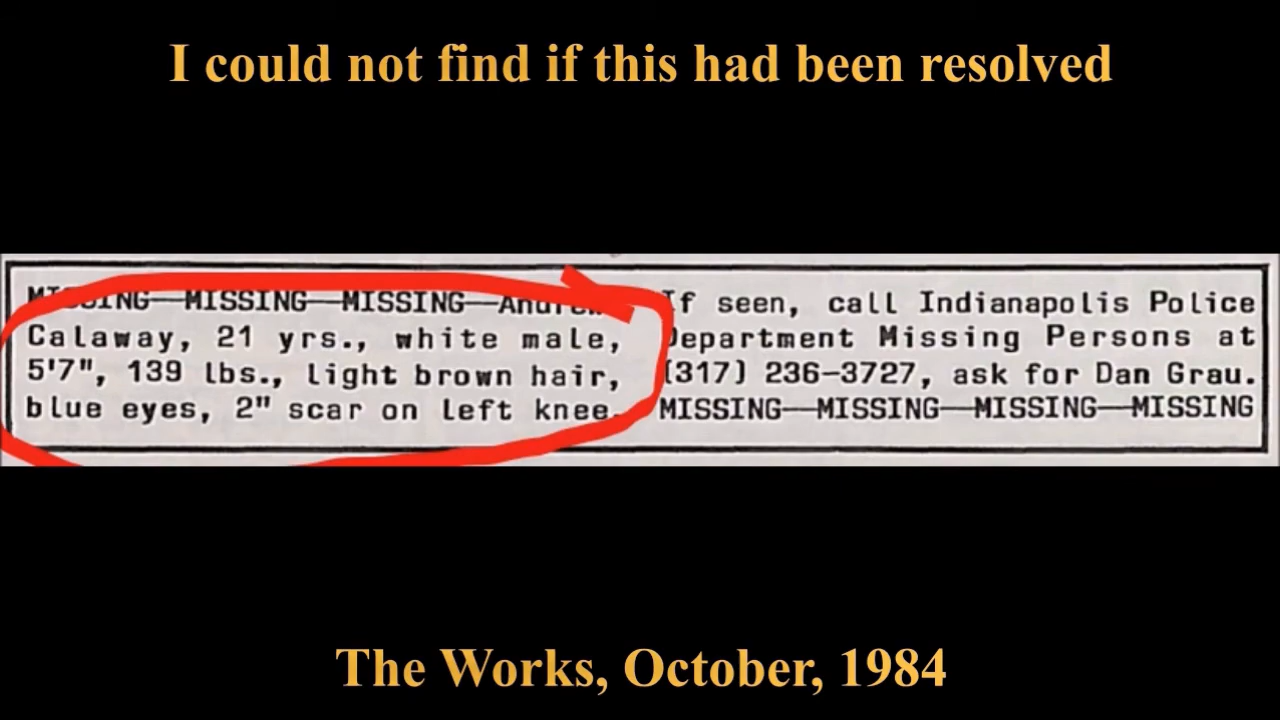 I could not find if this had been resolved
MISSING—MISSING—MISSING—Andrew
Calaway, 21 yrs., white male,
5'7", 139 lbs., light brown hair,
blue eyes, 2" scar on left knee.
If seen, call Indianapolis Police
Department Missing Persons at
(317) 236-3727, ask for Dan Grau.
MISSING—MISSING—MISSING—MISSING
The Works, October, 1984